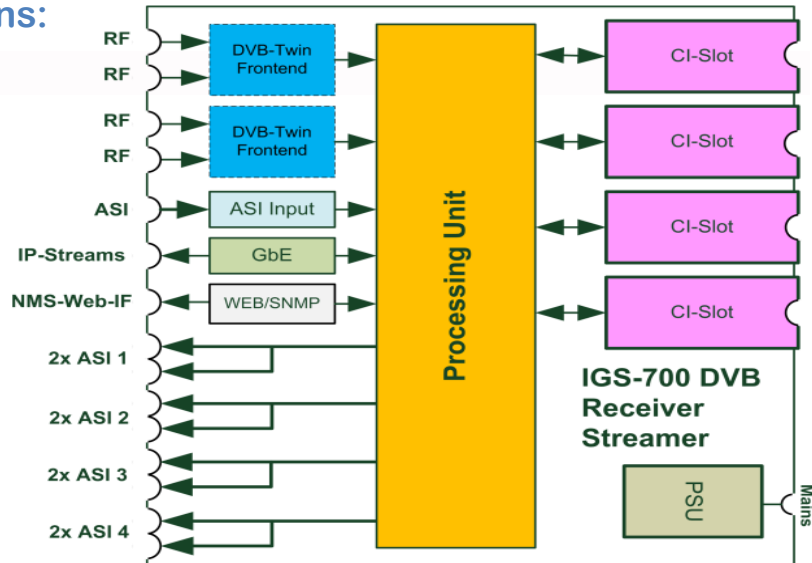 ns:
RF
RF
RF
RF
ASI
IP-Streams
NMS-Web-IF
2x ASI 1
2x ASI 2
2x ASI 3
2x ASI 4
DVB-Twin
Frontend
DVB-Twin
Frontend
ASI Input
GbE
WEB/SNMP
Processing Unit
CI-Slot
CI-Slot
CI-Slot
CI-Slot
IGS-700 DVB
Receiver
Streamer
PSU
Mains